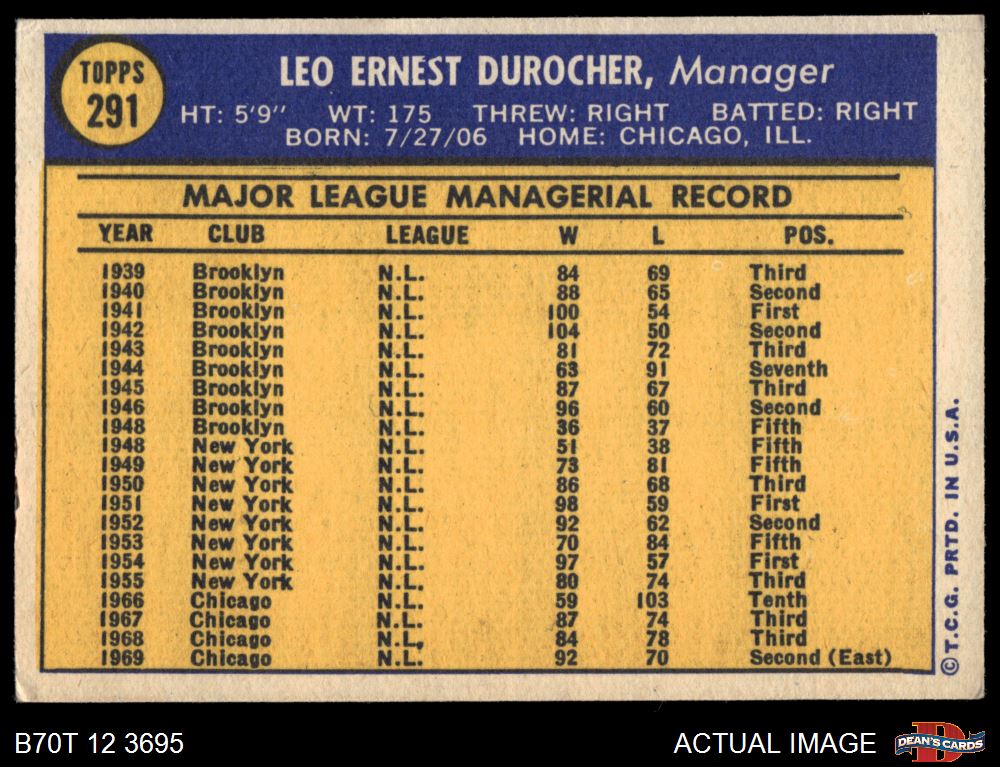 TOPPS
291
LEO ERNEST DUROCHER, Manager
HT: 5'9" WT: 175 THREW: RIGHT BATTED: RIGHT
BORN: 7/27/06 HOME: CHICAGO, ILL.
MAJOR LEAGUE MANAGERIAL RECORD
YEAR CLUB LEAGUE W L POS.
1939 Brooklyn N.L. 84 69 Third
1940 Brooklyn N.L. 88 65 Second
1941 Brooklyn N.L. 100 54 First
1942 Brooklyn N.L. 104 50 Second
1943 Brooklyn N.L. 81 72 Third
1944 Brooklyn N.L. 63 91 Seventh
1945 Brooklyn N.L. 87 67 Third
1946 Brooklyn N.L. 96 60 Second
1948 Brooklyn N.L. 36 37 Fifth
1948 New York N.L. 51 38 Fifth
1949 New York N.L. 73 81 Fifth
1950 New York N.L. 86 68 Third
1951 New York N.L. 98 59 First
1952 New York N.L. 92 62 Second
1953 New York N.L. 70 84 Fifth
1954 New York N.L. 97 57 First
1955 New York N.L. 80 74 Third
1966 Chicago N.L. 59 103 Tenth
1967 Chicago N.L. 87 74 Third
1968 Chicago N.L. 84 78 Third
1969 Chicago N.L. 92 70 Second (East)
© T.C.G. PRTD. IN U.S.A.
B70T 12 3695
ACTUAL IMAGE
D
DEAN'S CARDS